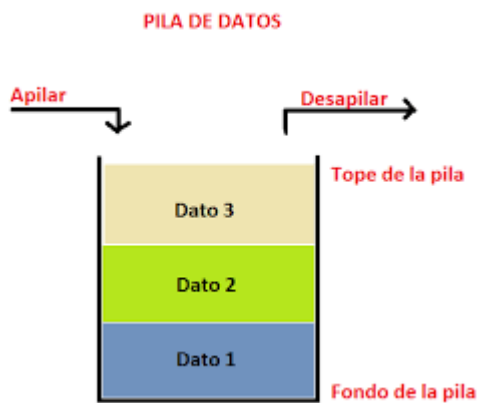 PILA DE DATOS
Apilar
Desapilar
Tope de la pila
Dato 3
Dato 2
Dato 1
Fondo de la pila